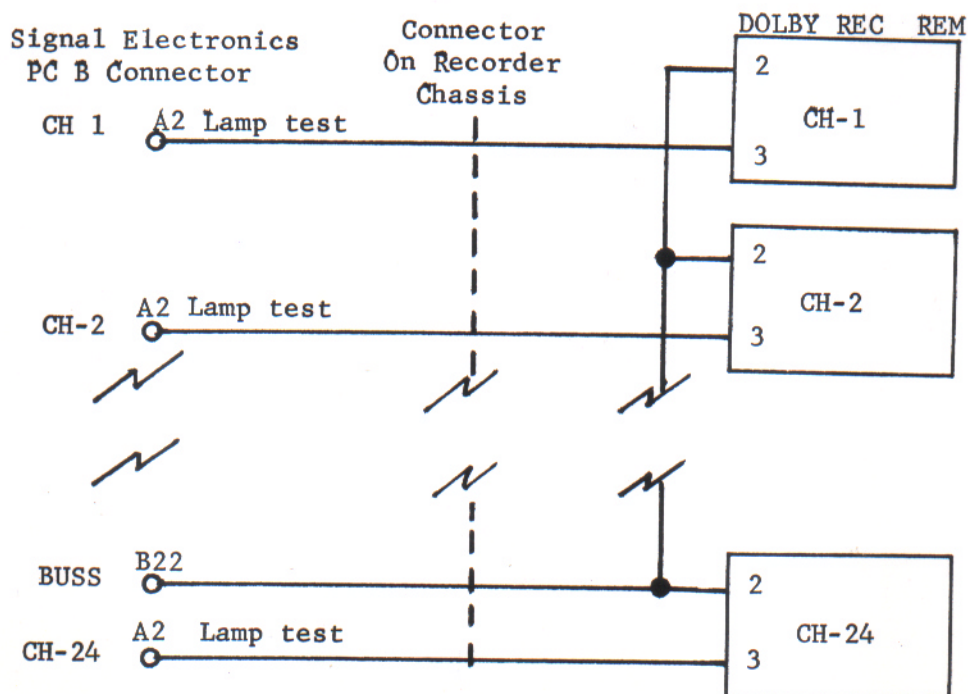 Signal Electronics
PC B Connector
Connector
On Recorder
Chassis
DOLBY REC REM
CH 1
A2 Lamp test
2
CH-1
3
CH-2
A2 Lamp test
2
CH-2
3
BUSS
B22
2
CH-24
A2 Lamp test
CH-24
3